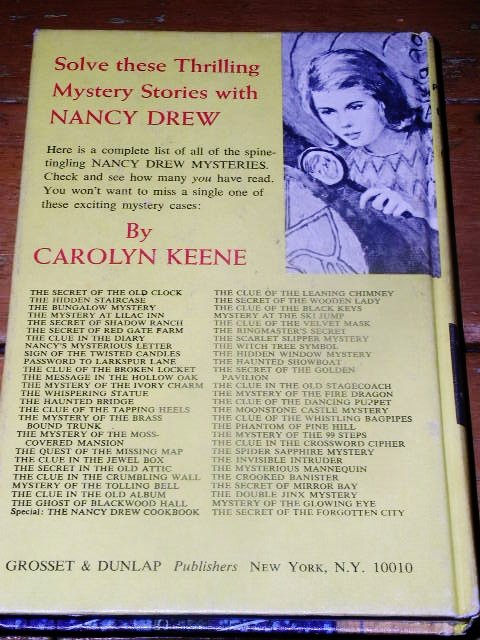 Solve these Thrilling
Mystery Stories with
NANCY DREW
Here is a complete list of all of the spine-
tingling NANCY DREW MYSTERIES.
Check and see how many you have read.
You won't want to miss a single one of
these exciting mystery cases:
By
CAROLYN KEENE
THE SECRET OF THE OLD CLOCK
THE HIDDEN STAIRCASE
THE BUNGALOW MYSTERY
THE MYSTERY AT LILAC INN
THE SECRET OF SHADOW RANCH
THE SECRET OF RED GATE FARM
THE CLUE IN THE DIARY
NANCY'S MYSTERIOUS LETTER
SIGN OF THE TWISTED CANDLES
PASSWORD TO LARKSPUR LANE
THE CLUE OF THE BROKEN LOCKET
THE MESSAGE IN THE HOLLOW OAK
THE MYSTERY OF THE IVORY CHARM
THE WHISPERING STATUE
THE HAUNTED BRIDGE
THE CLUE OF THE TAPPING HEELS
THE MYSTERY OF THE BRASS
BOUND TRUNK
THE MYSTERY OF THE MOSS-
COVERED MANSION
THE QUEST OF THE MISSING MAP
THE CLUE IN THE JEWEL BOX
THE SECRET IN THE OLD ATTIC
THE CLUE IN THE CRUMBLING WALL
MYSTERY OF THE TOLLING BELL
THE CLUE IN THE OLD ALBUM
THE GHOST OF BLACKWOOD HALL
Special: THE NANCY DREW COOKBOOK
THE CLUE OF THE LEANING CHIMNEY
THE SECRET OF THE WOODEN LADY
THE CLUE OF THE BLACK KEYS
MYSTERY AT THE SKI JUMP
THE CLUE OF THE VELVET MASK
THE RINGMASTER'S SECRET
THE SCARLET SLIPPER MYSTERY
THE WITCH TREE SYMBOL
THE HIDDEN WINDOW MYSTERY
THE HAUNTED SHOWBOAT
THE SECRET OF THE GOLDEN
PAVILION
THE CLUE IN THE OLD STAGECOACH
THE MYSTERY OF THE FIRE DRAGON
THE CLUE OF THE DANCING PUPPET
THE MOONSTONE CASTLE MYSTERY
THE CLUE OF THE WHISTLING BAGPIPES
THE PHANTOM OF PINE HILL
THE MYSTERY OF THE 99 STEPS
THE CLUE IN THE CROSSWORD CIPHER
THE SPIDER SAPPHIRE MYSTERY
THE INVISIBLE INTRUDER
THE MYSTERIOUS MANNEQUIN
THE CROOKED BANISTER
THE SECRET OF MIRROR BAY
THE DOUBLE JINX MYSTERY
MYSTERY OF THE GLOWING EYE
THE SECRET OF THE FORGOTTEN CITY
GROSSET & DUNLAP Publishers NEW YORK, N.Y. 10010